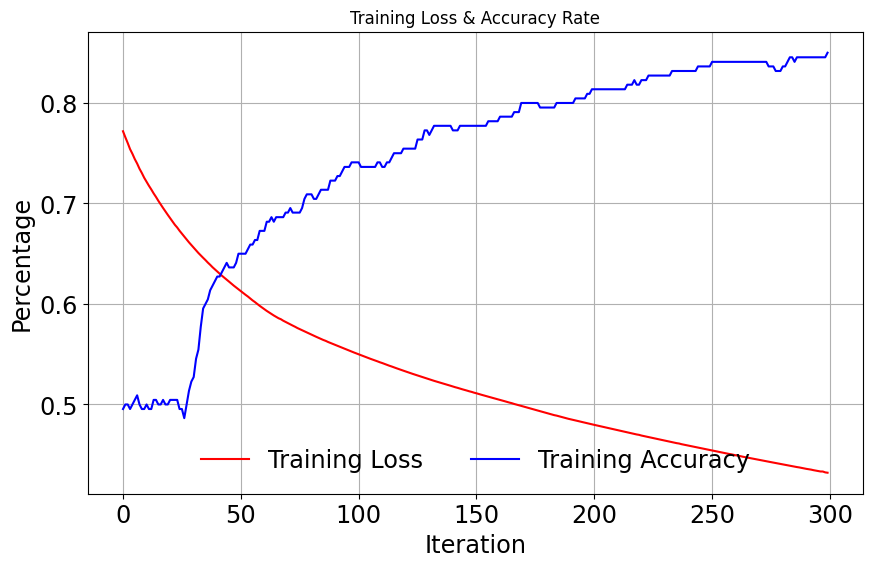 Training Loss & Accuracy Rate
0.8
0.7
0.6
0.5
Percentage
Training Loss
Training Accuracy
0 50 100 150 200 250 300
Iteration